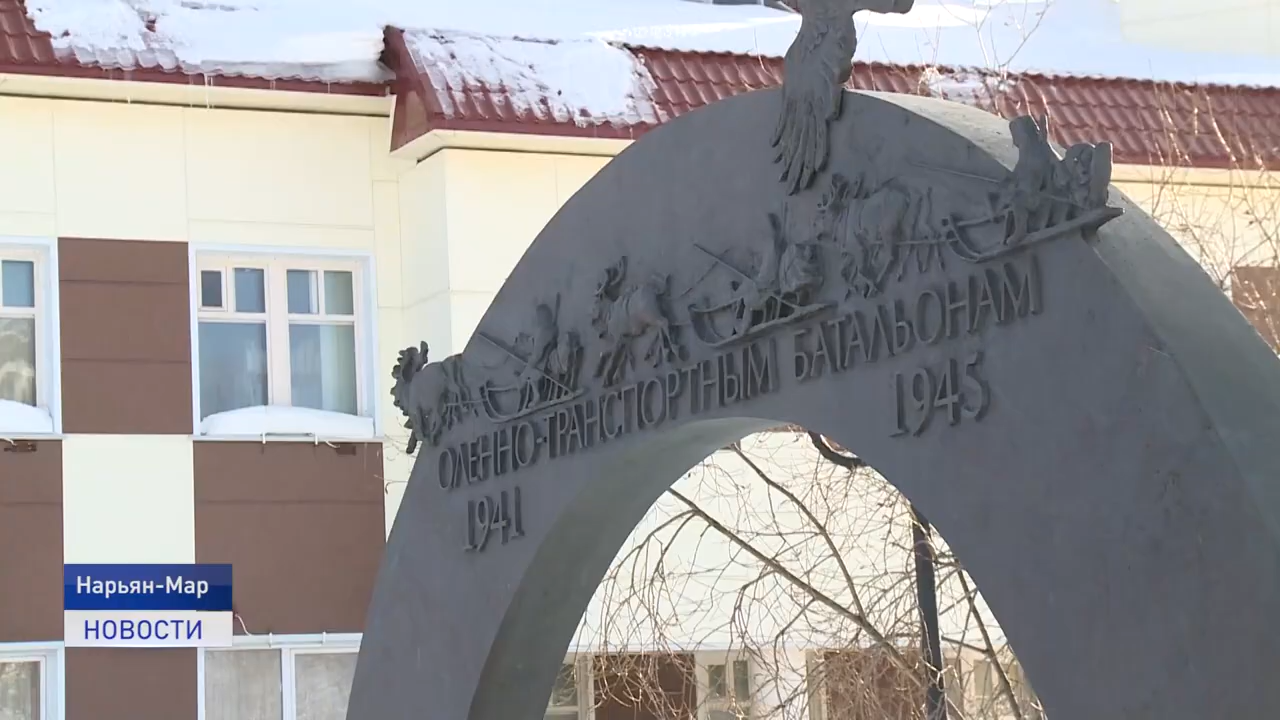 ОЛЕННО-ТРАНСПОРТНЫМ БАТАЛЬОНАМ
1941
1945
Нарьян-Мар
НОВОСТИ